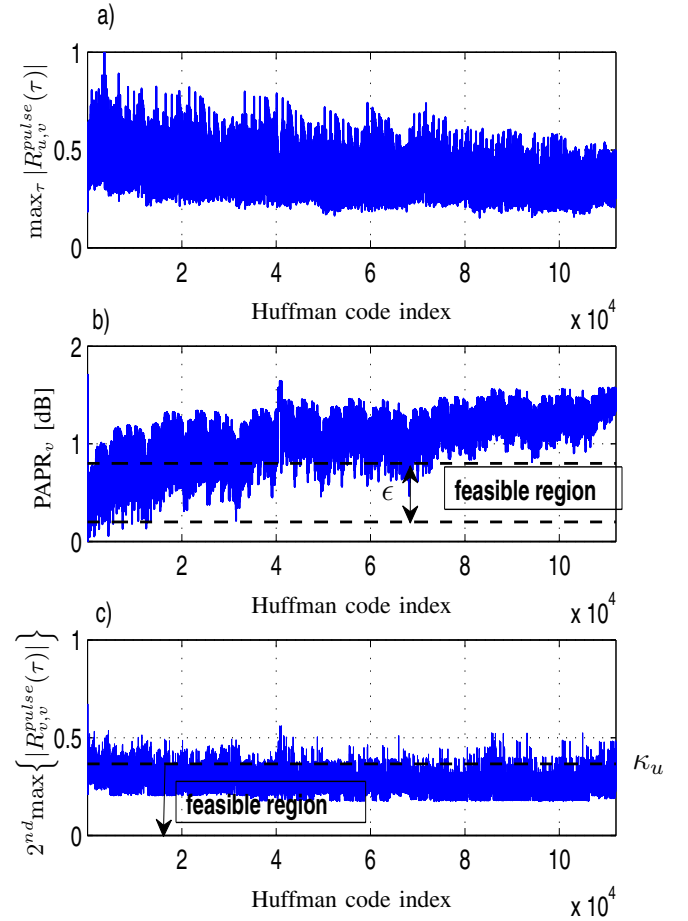 a)
max_τ |R_{u,v}^{pulse}(τ)|
1
0.5
0
2 4 6 8 10
Huffman code index
x 10^4
b)
PAPR_v [dB]
2
1
0
ϵ
feasible region
2 4 6 8 10
Huffman code index
x 10^4
c)
2^{nd}max{|R_{v,v}^{pulse}(τ)|}
1
0.5
0
κ_u
feasible region
2 4 6 8 10
Huffman code index
x 10^4